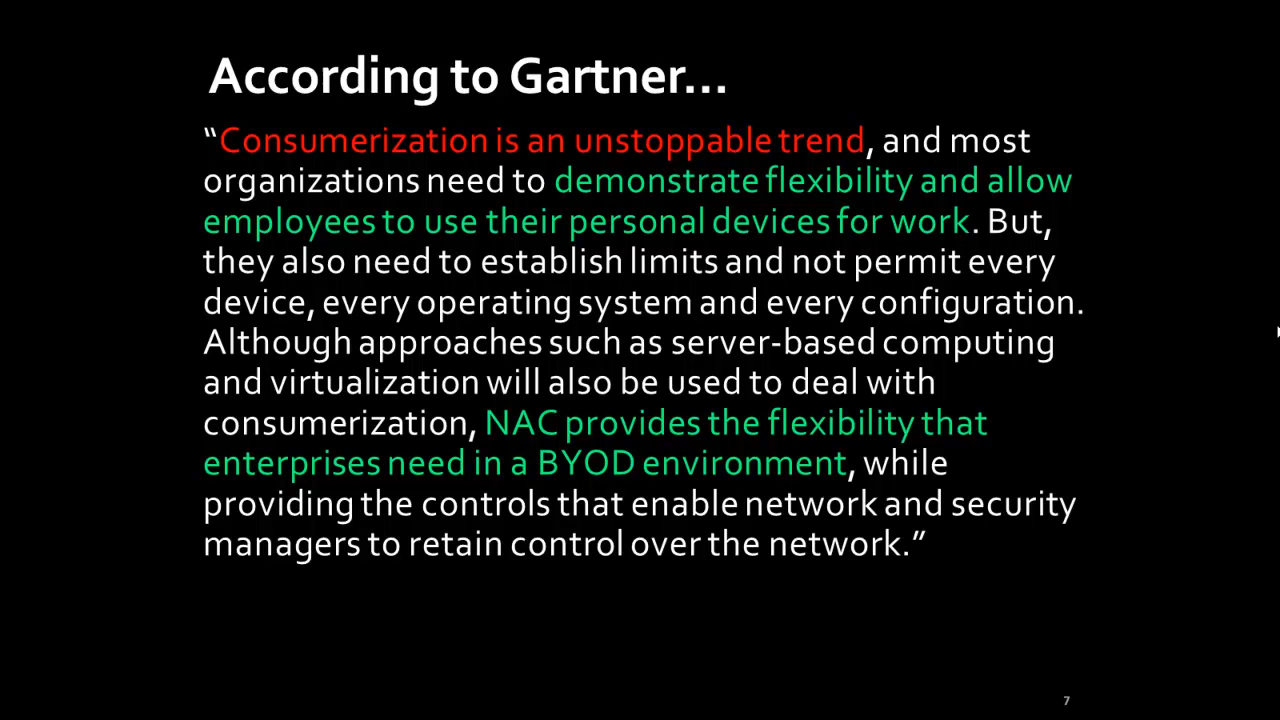 According to Gartner...
“Consumerization is an unstoppable trend, and most
organizations need to demonstrate flexibility and allow
employees to use their personal devices for work. But,
they also need to establish limits and not permit every
device, every operating system and every configuration.
Although approaches such as server-based computing
and virtualization will also be used to deal with
consumerization, NAC provides the flexibility that
enterprises need in a BYOD environment, while
providing the controls that enable network and security
managers to retain control over the network.”
7